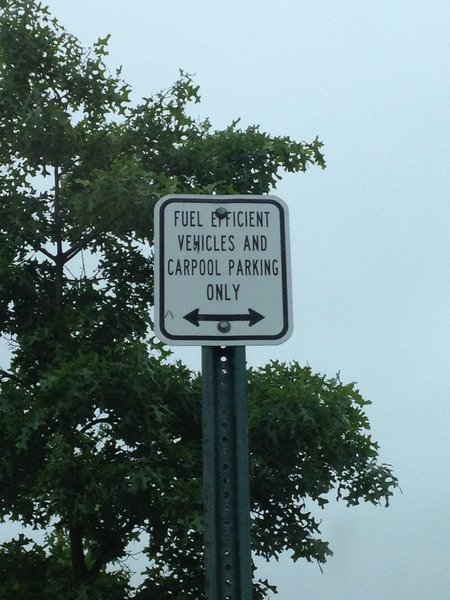 FUEL EFFICIENT
VEHICLES AND
CARPOOL PARKING
ONLY